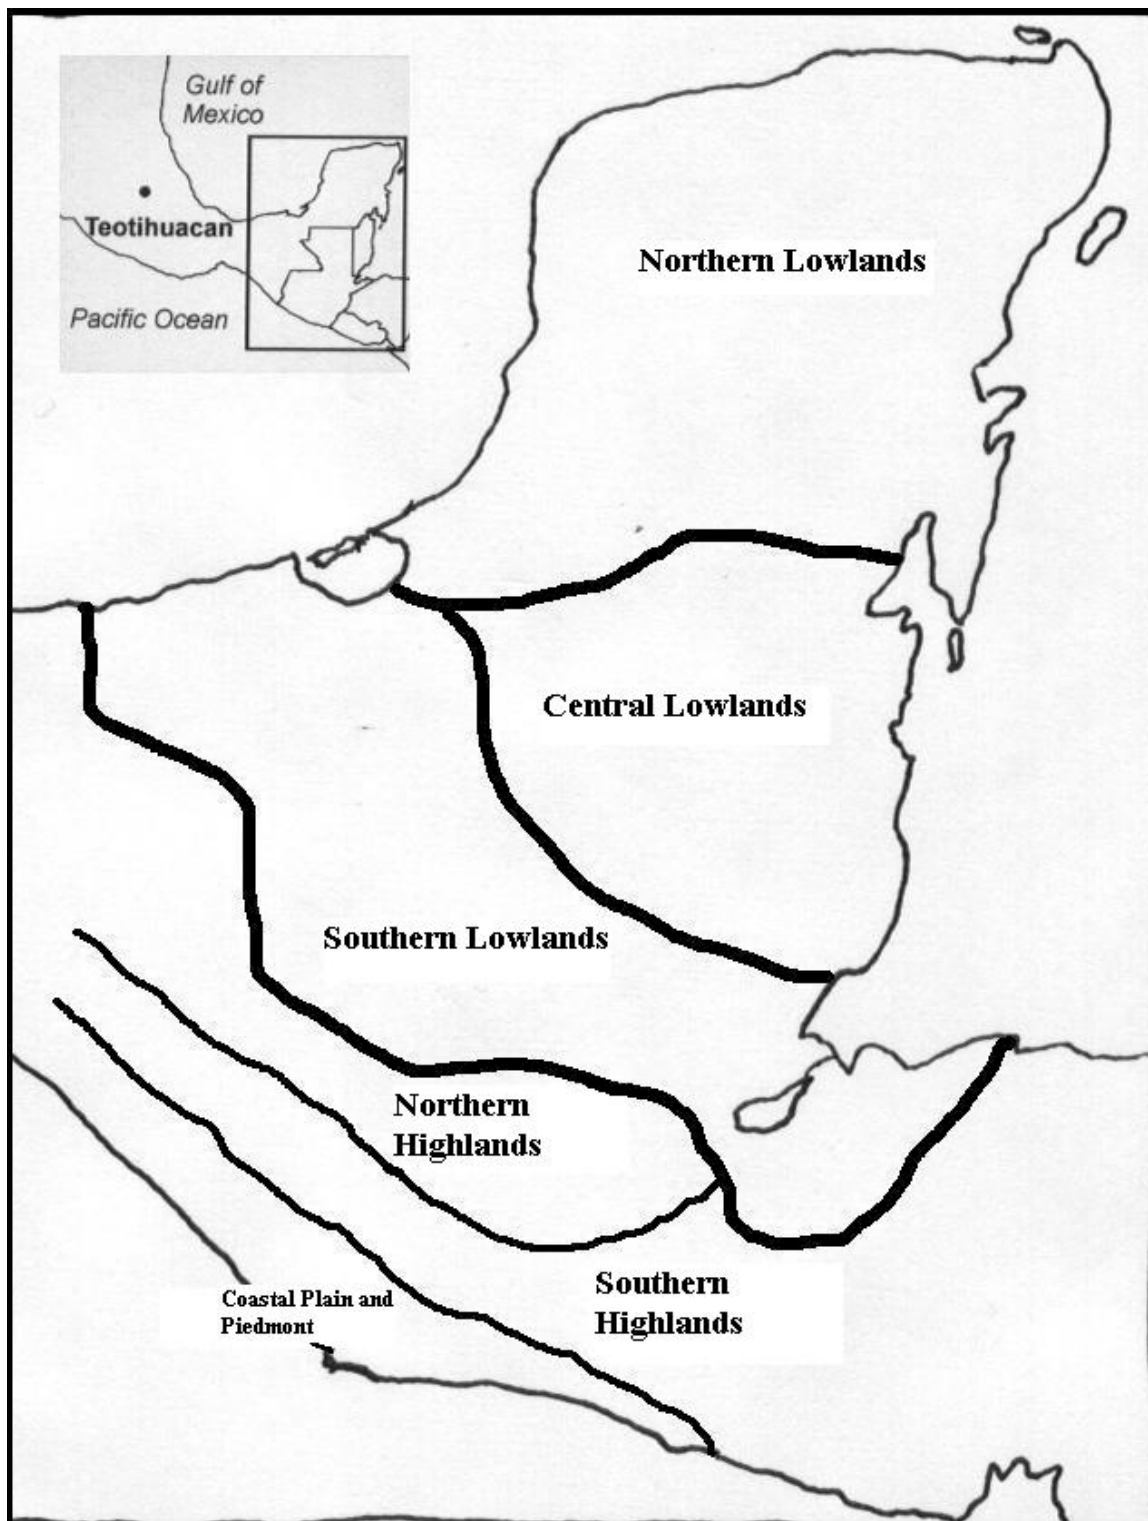 Gulf of
Mexico
Teotihuacan
Pacific Ocean
Northern Lowlands
Central Lowlands
Southern Lowlands
Northern
Highlands
Southern
Highlands
Coastal Plain and
Piedmont